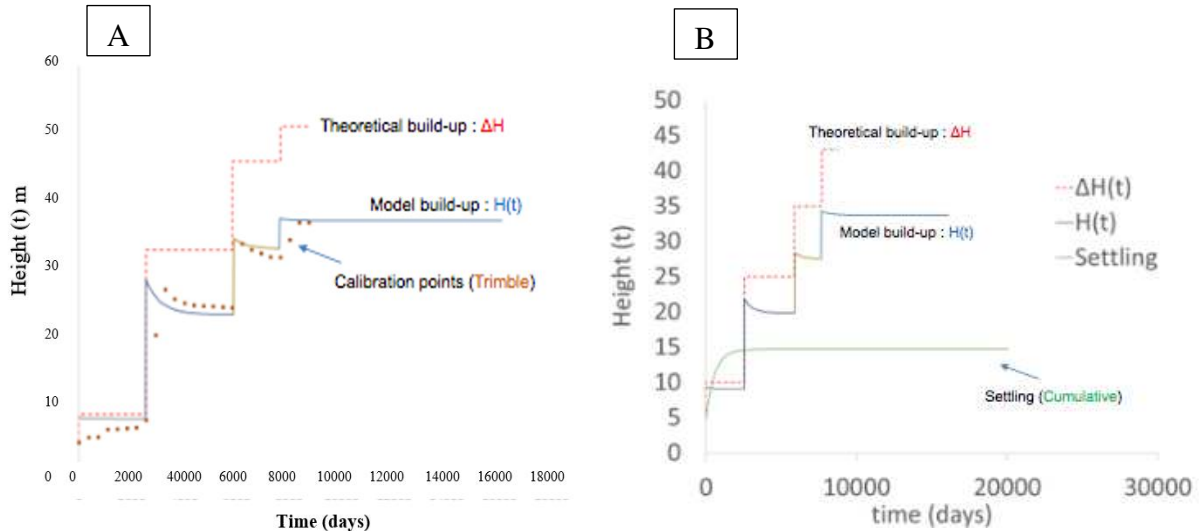 A
60
50
40
30
20
10
0
Height (t) m
Theoretical build-up : ΔH
Model build-up : H(t)
Calibration points (Trimble)
0 2000 40000 6000 8000 10000 12000 14000 16000 18000
Time (days)
B
50
45
40
35
30
25
20
15
10
5
0
Height (t)
Theoretical build-up : ΔH
Model build-up : H(t)
Settling (Cumulative)
ΔH(t)
H(t)
Settling
0 10000 20000 30000
time (days)